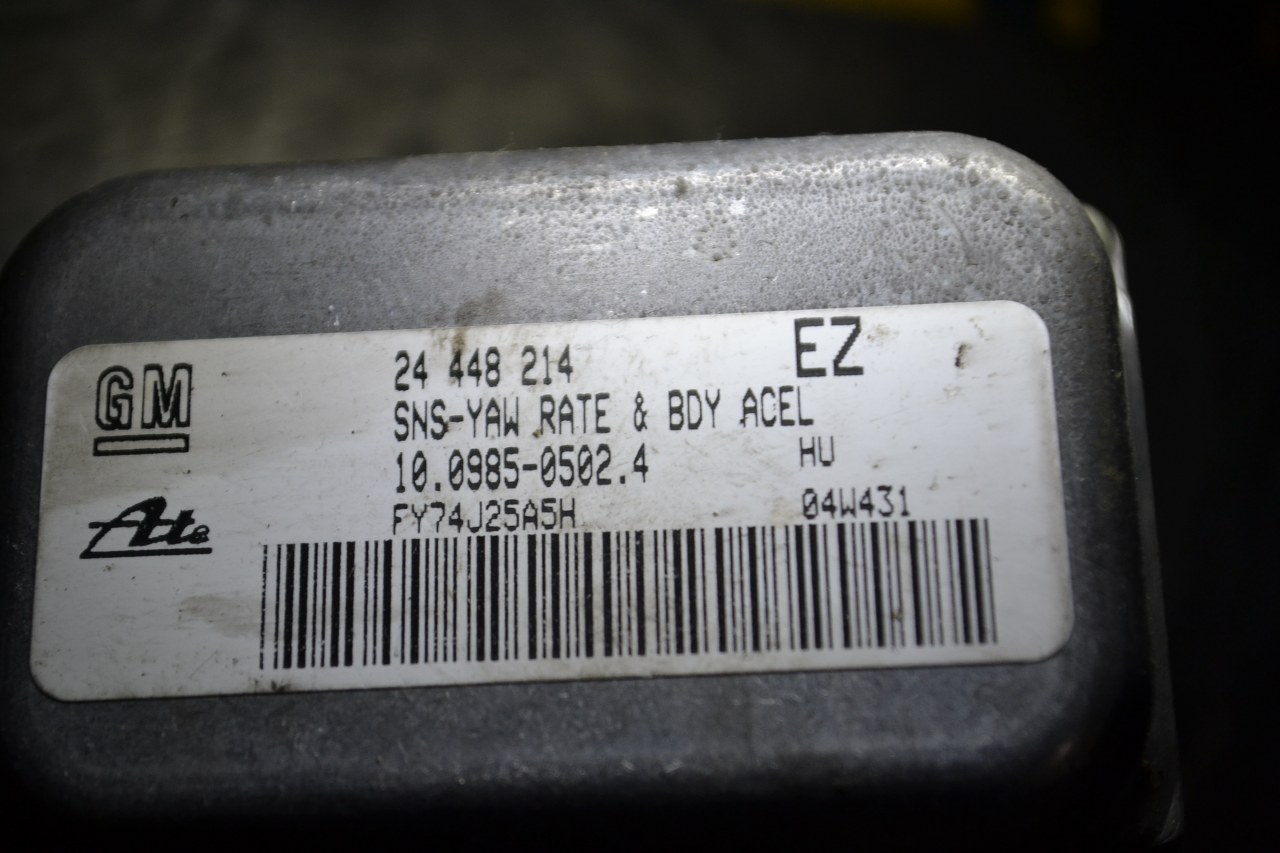 GM
24 448 214 EZ
SNS-YAW RATE & BDY ACEL
10.0985-0502.4 HU
Ate
FY74J25A5H 04W431